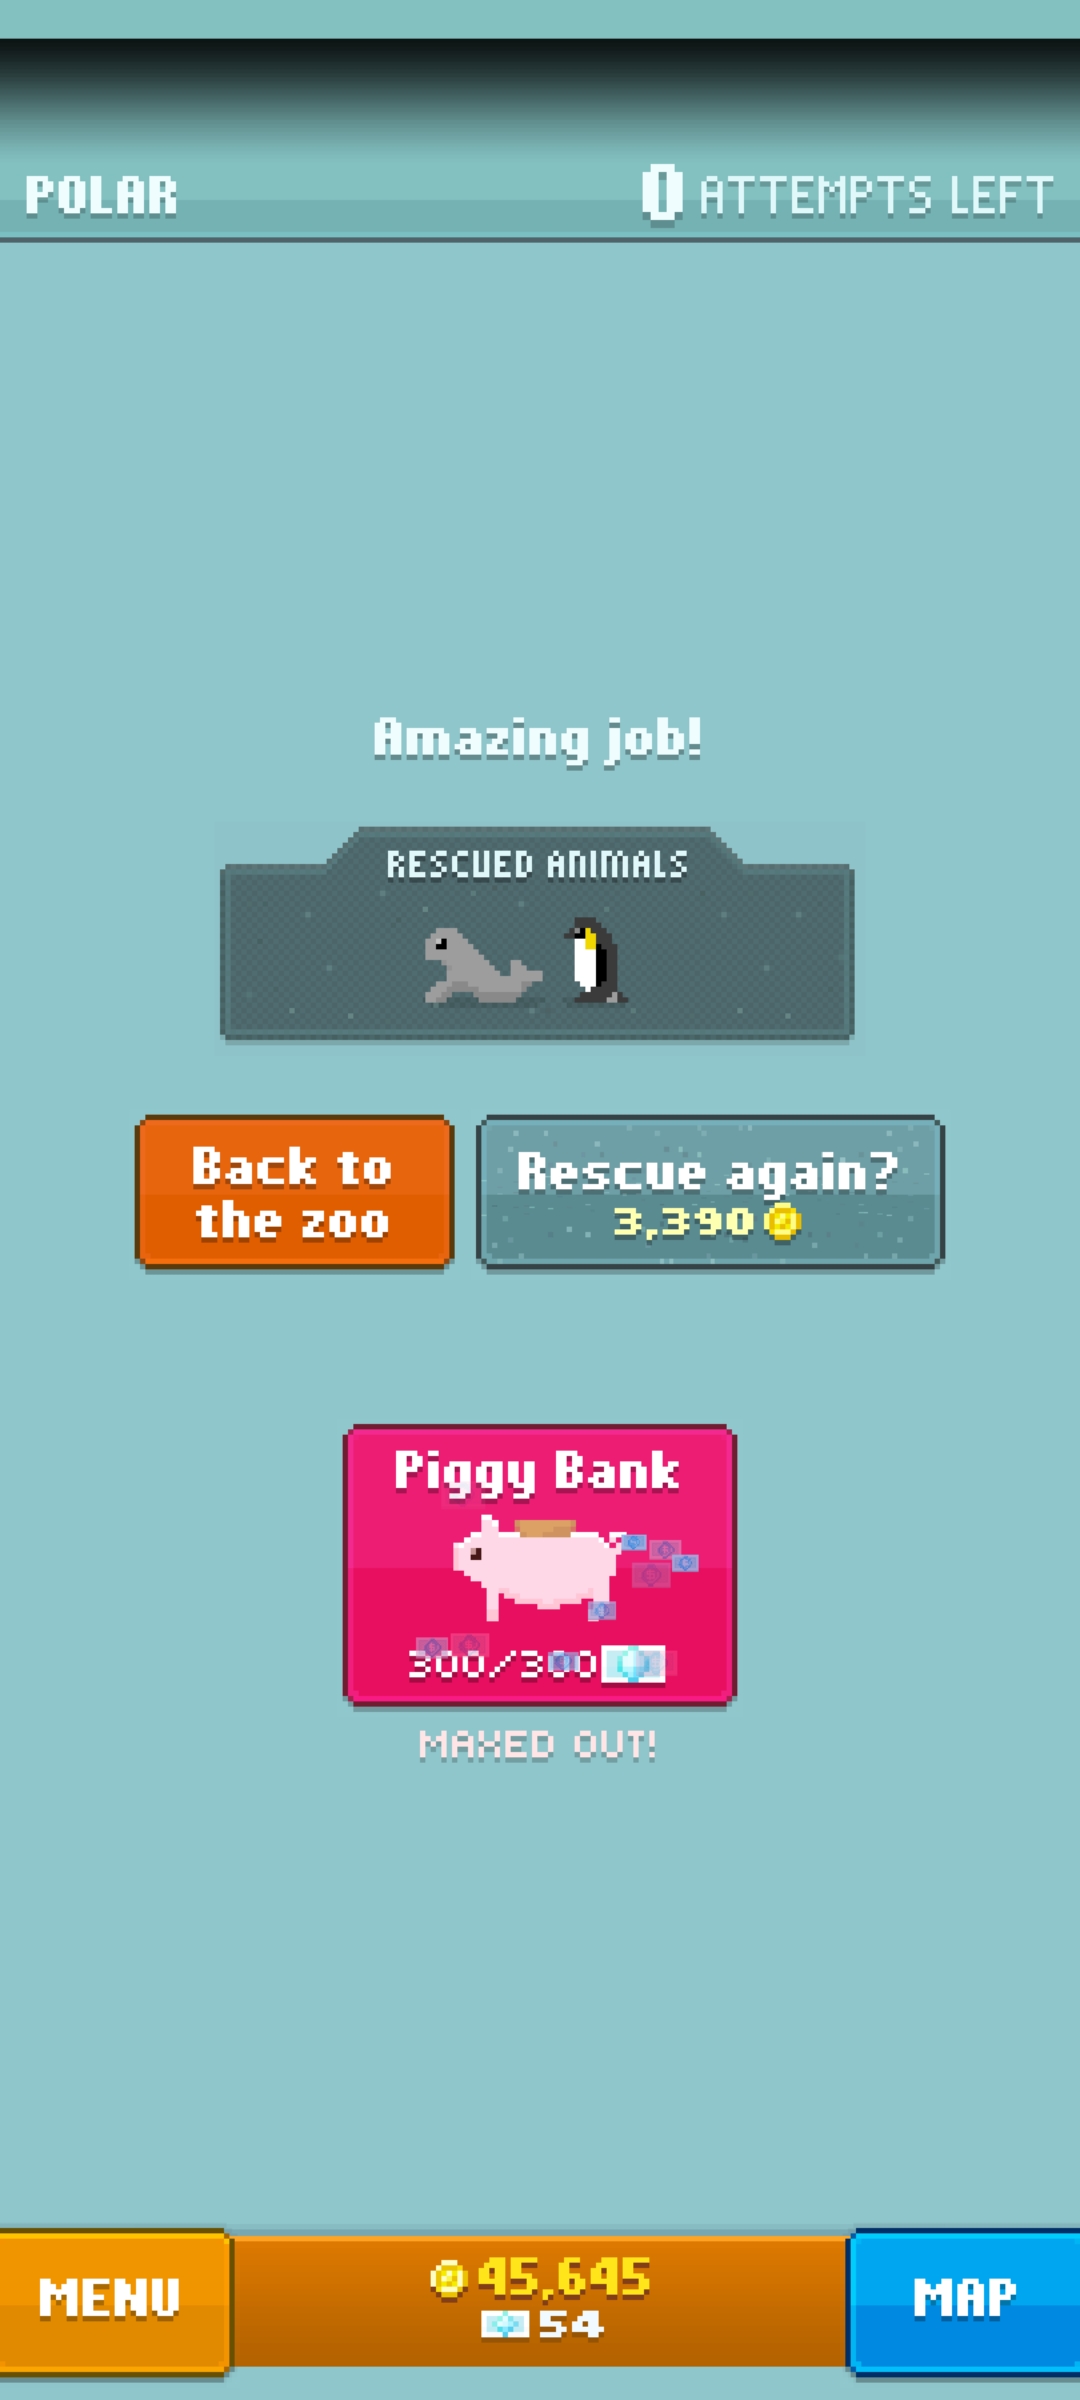 POLAR
0 ATTEMPTS LEFT
Amazing job!
RESCUED ANIMALS
Back to
the zoo
Rescue again?
3,390
Piggy Bank
300/300
MAXED OUT!
MENU
45,645
54
MAP